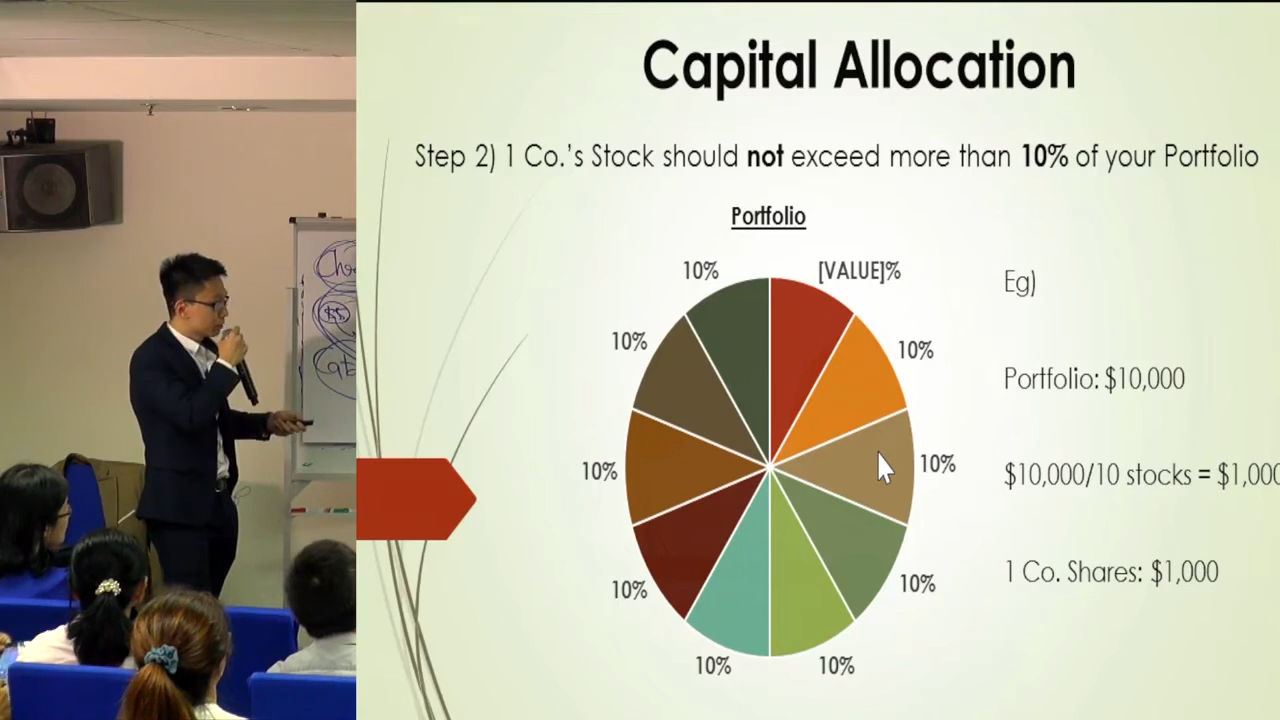 Capital Allocation
Step 2) 1 Co.'s Stock should not exceed more than 10% of your Portfolio
Portfolio
10%
[VALUE]%
10%
10%
10%
10%
10%
10%
10%
10%
Eg)
Portfolio: $10,000
$10,000/10 stocks = $1,000
1 Co. Shares: $1,000
$$